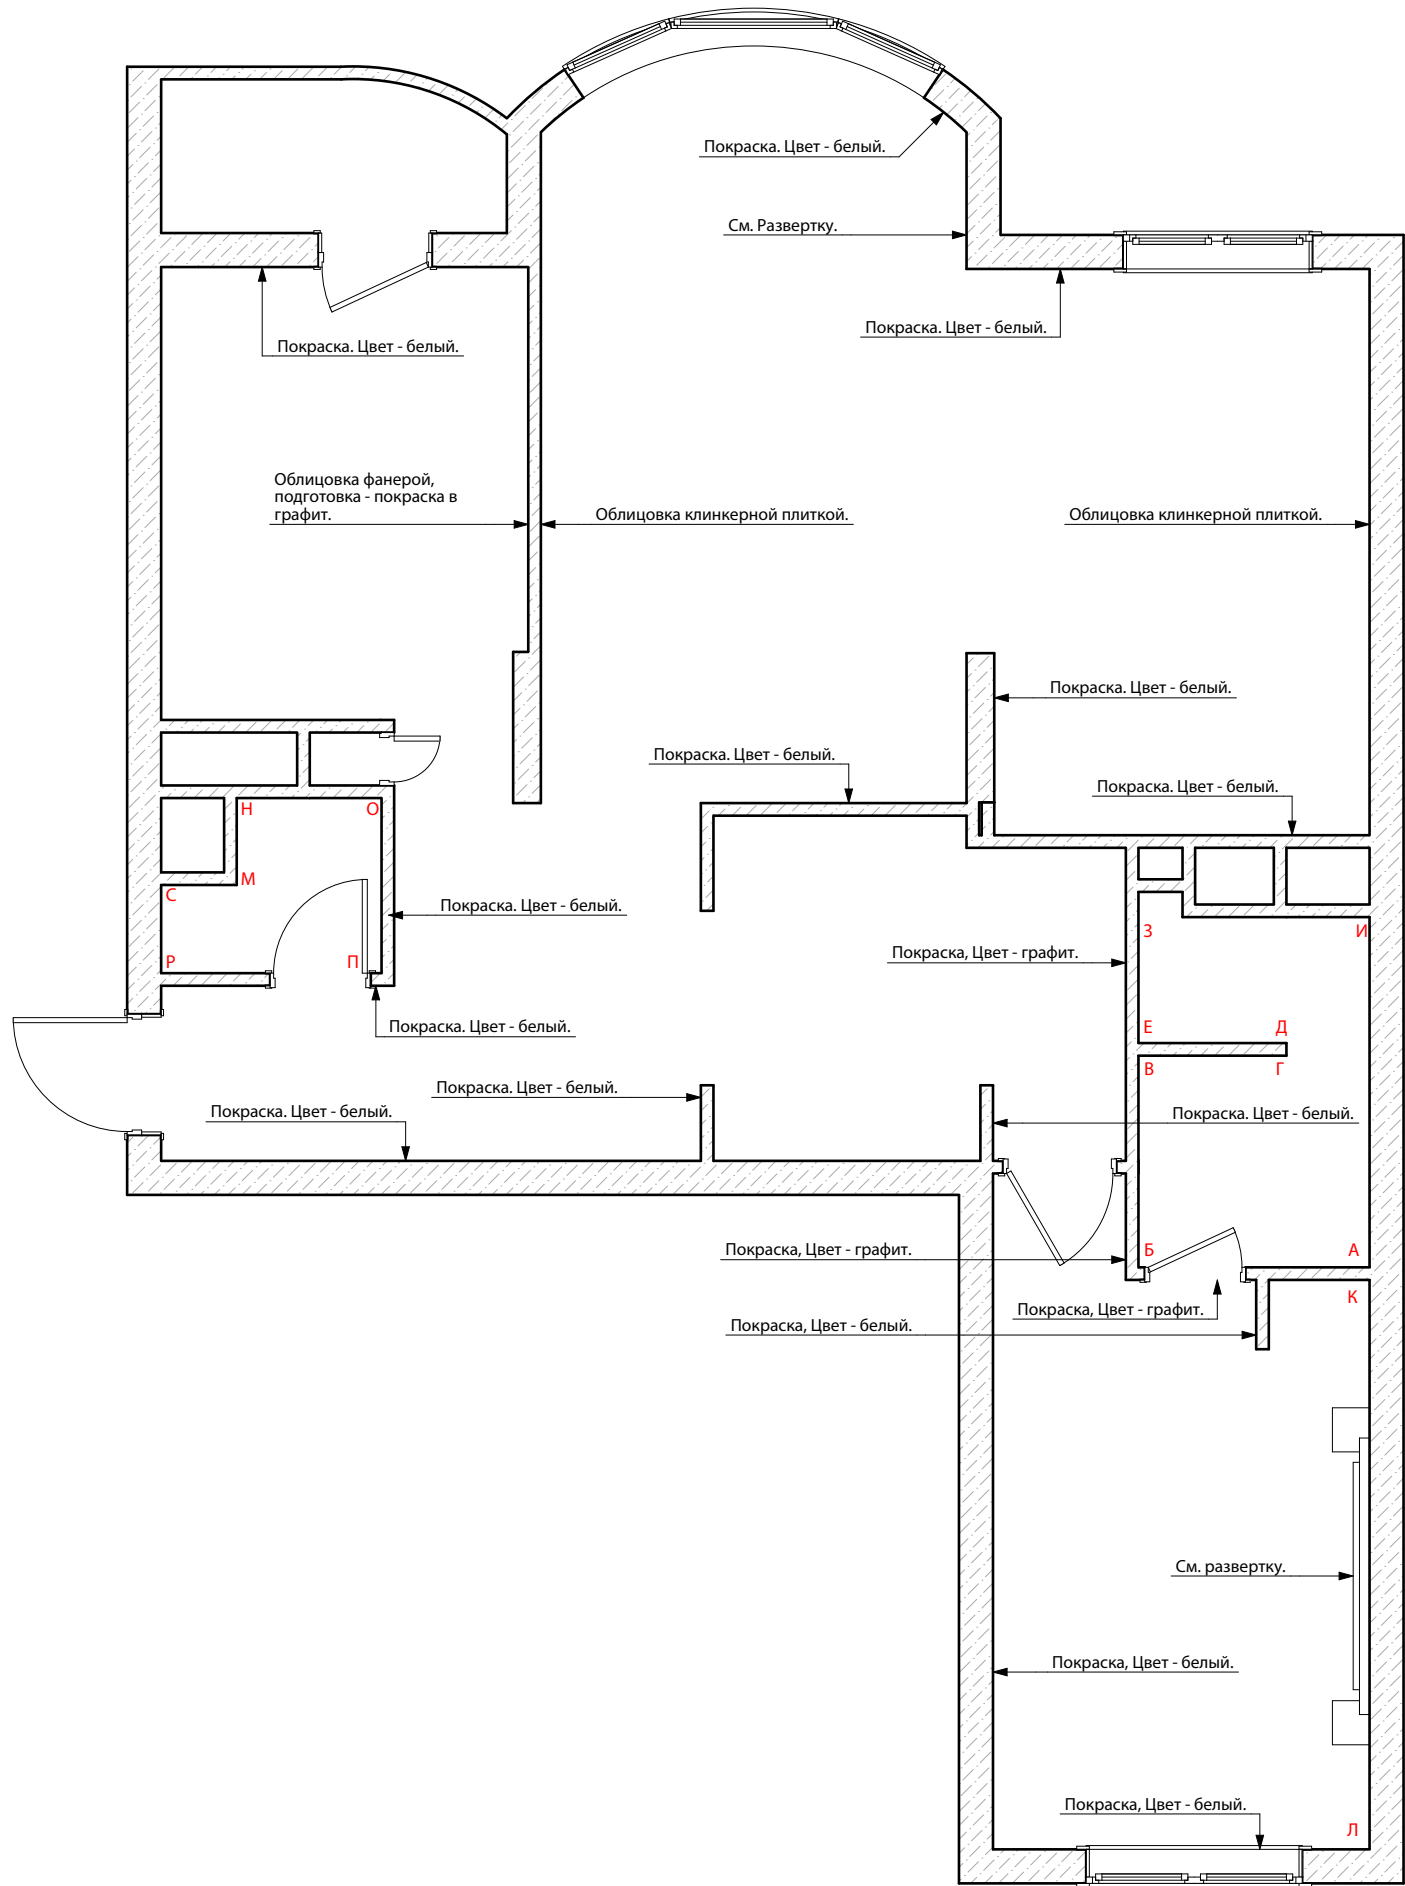 Покраска. Цвет - белый.
См. Развертку.
Покраска. Цвет - белый.
Покраска. Цвет - белый.
Облицовка фанерой,
подготовка - покраска в
графит.
Облицовка клинкерной плиткой.
Облицовка клинкерной плиткой.
Покраска. Цвет - белый.
Покраска. Цвет - белый.
Покраска. Цвет - белый.
Н
О
М
С
Покраска. Цвет - белый.
З
И
Покраска, Цвет - графит.
Р
П
Покраска. Цвет - белый.
Е
Д
В
Г
Покраска. Цвет - белый.
Покраска. Цвет - белый.
Покраска. Цвет - белый.
Покраска, Цвет - графит.
Б
А
К
Покраска, Цвет - графит.
Покраска, Цвет - белый.
См. развертку.
Покраска, Цвет - белый.
Покраска, Цвет - белый.
Л